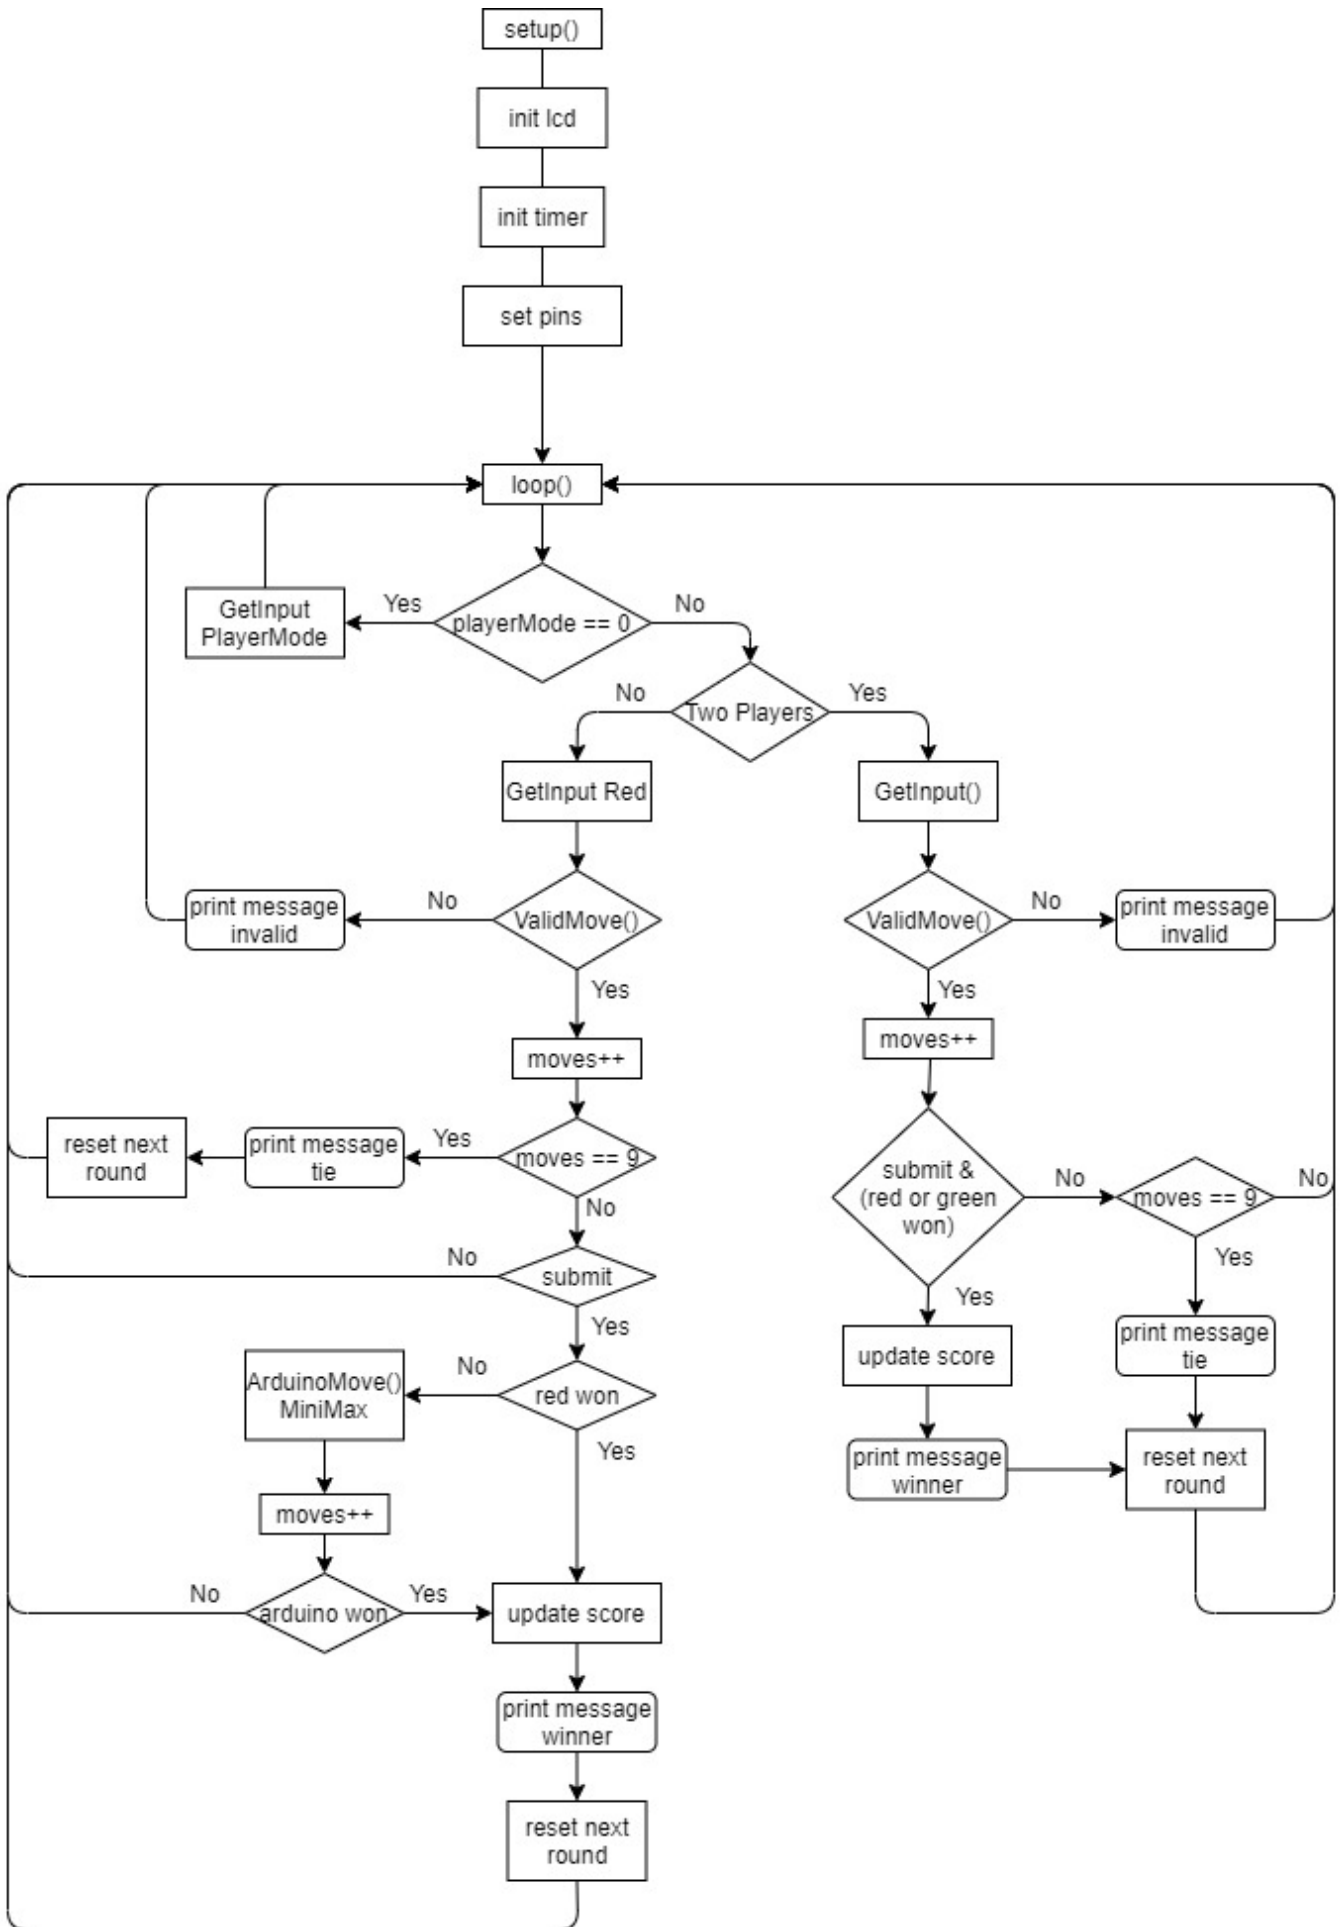 setup()
init lcd
init timer
set pins
loop()
GetInput
PlayerMode
Yes
playerMode == 0
No
No
Two Players
Yes
GetInput Red
GetInput()
print message
invalid
No
ValidMove()
ValidMove()
No
print message
invalid
Yes
Yes
moves++
moves++
reset next
round
print message
tie
Yes
moves == 9
No
submit &
(red or green
won)
No
moves == 9
No
No
submit
Yes
Yes
Yes
ArduinoMove()
MiniMax
No
red won
Yes
update score
print message
tie
print message
winner
reset next
round
moves++
No
arduino won
Yes
update score
print message
winner
reset next
round